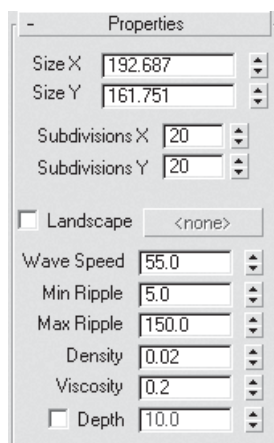 - Properties
Size X 192.687
Size Y 161.751
Subdivisions X 20
Subdivisions Y 20
Landscape <none>
Wave Speed 55.0
Min Ripple 5.0
Max Ripple 150.0
Density 0.02
Viscosity 0.2
Depth 10.0